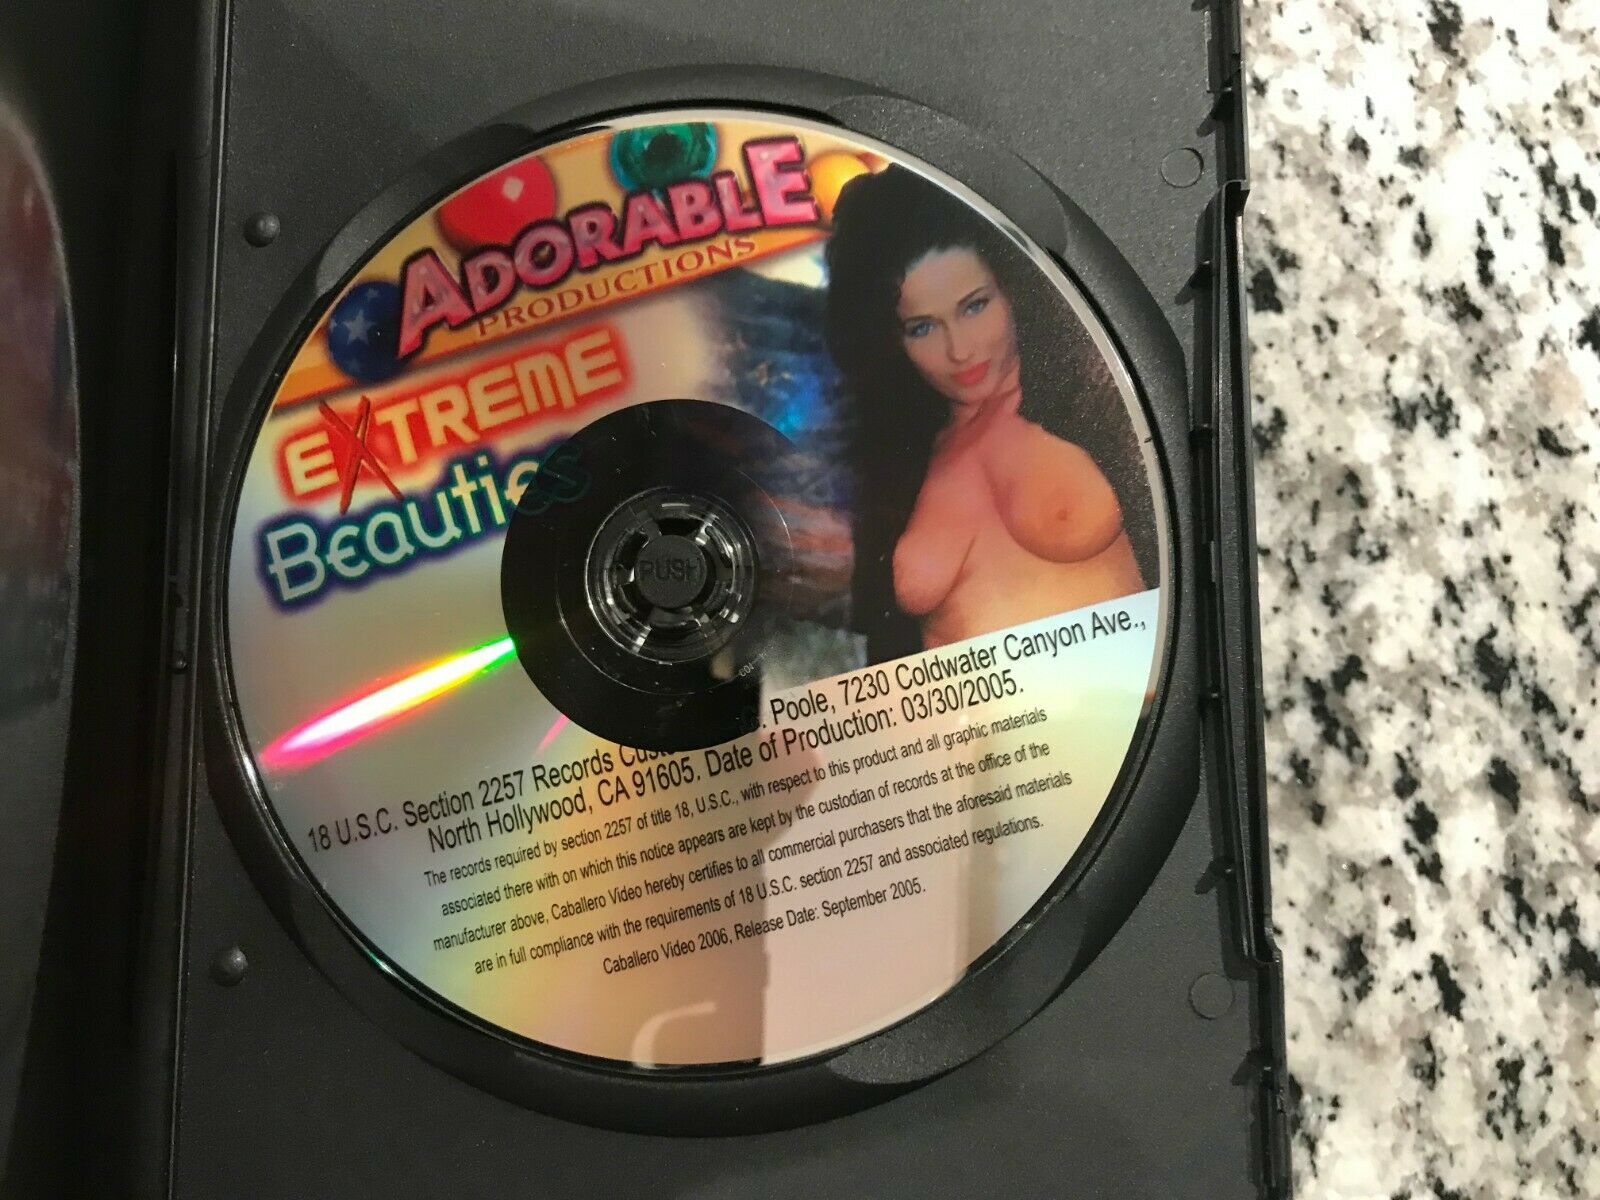 ADORABLE
PRODUCTIONS
EXTREME
Beauties
PUSH
18 U.S.C. Section 2257 Records Poole, 7230 Coldwater Canyon Ave.,
North Hollywood, CA 91605. Date of Production: 03/30/2005.
The records required by section 2257 of title 18, U.S.C., with respect to this product and all graphic materials
associated there with on which this notice appears are kept by the custodian of records at the office of the
manufacturer above, Caballero Video hereby certifies to all commercial purchasers that the aforesaid materials
are in full compliance with the requirements of 18 U.S.C. section 2257 and associated regulations.
Caballero Video 2006, Release Date: September 2005.